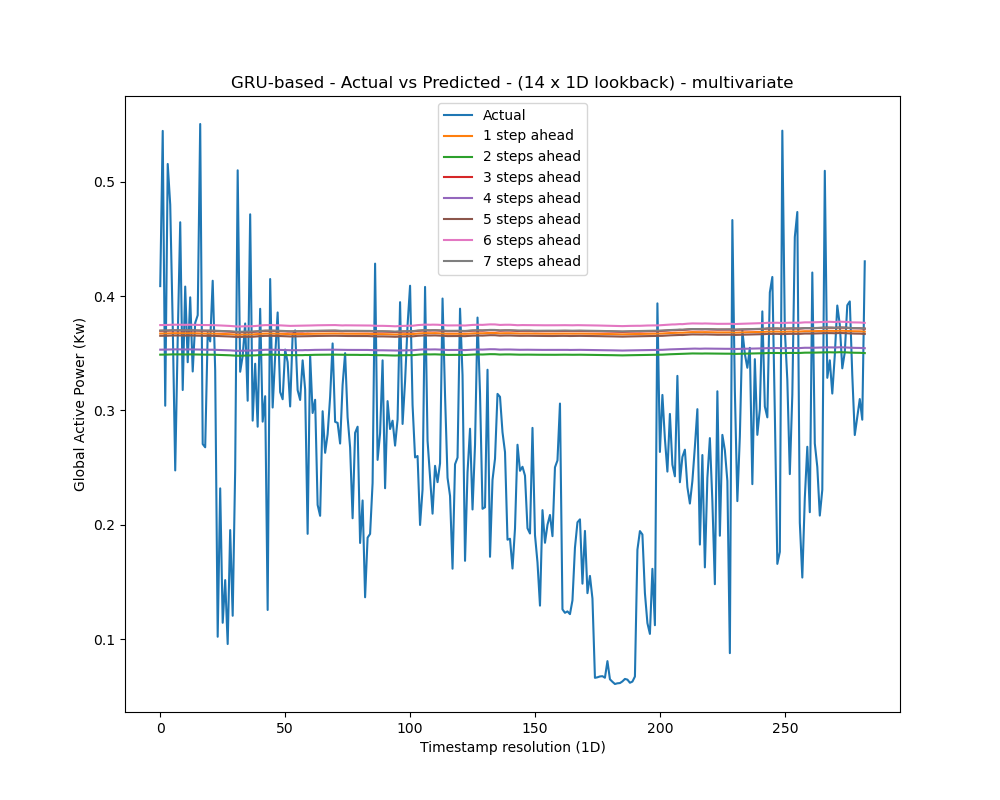 GRU-based - Actual vs Predicted - (14 x 1D lookback) - multivariate
Actual
1 step ahead
2 steps ahead
3 steps ahead
4 steps ahead
5 steps ahead
6 steps ahead
7 steps ahead
Global Active Power (Kw)
0.5
0.4
0.3
0.2
0.1
0 50 100 150 200 250
Timestamp resolution (1D)